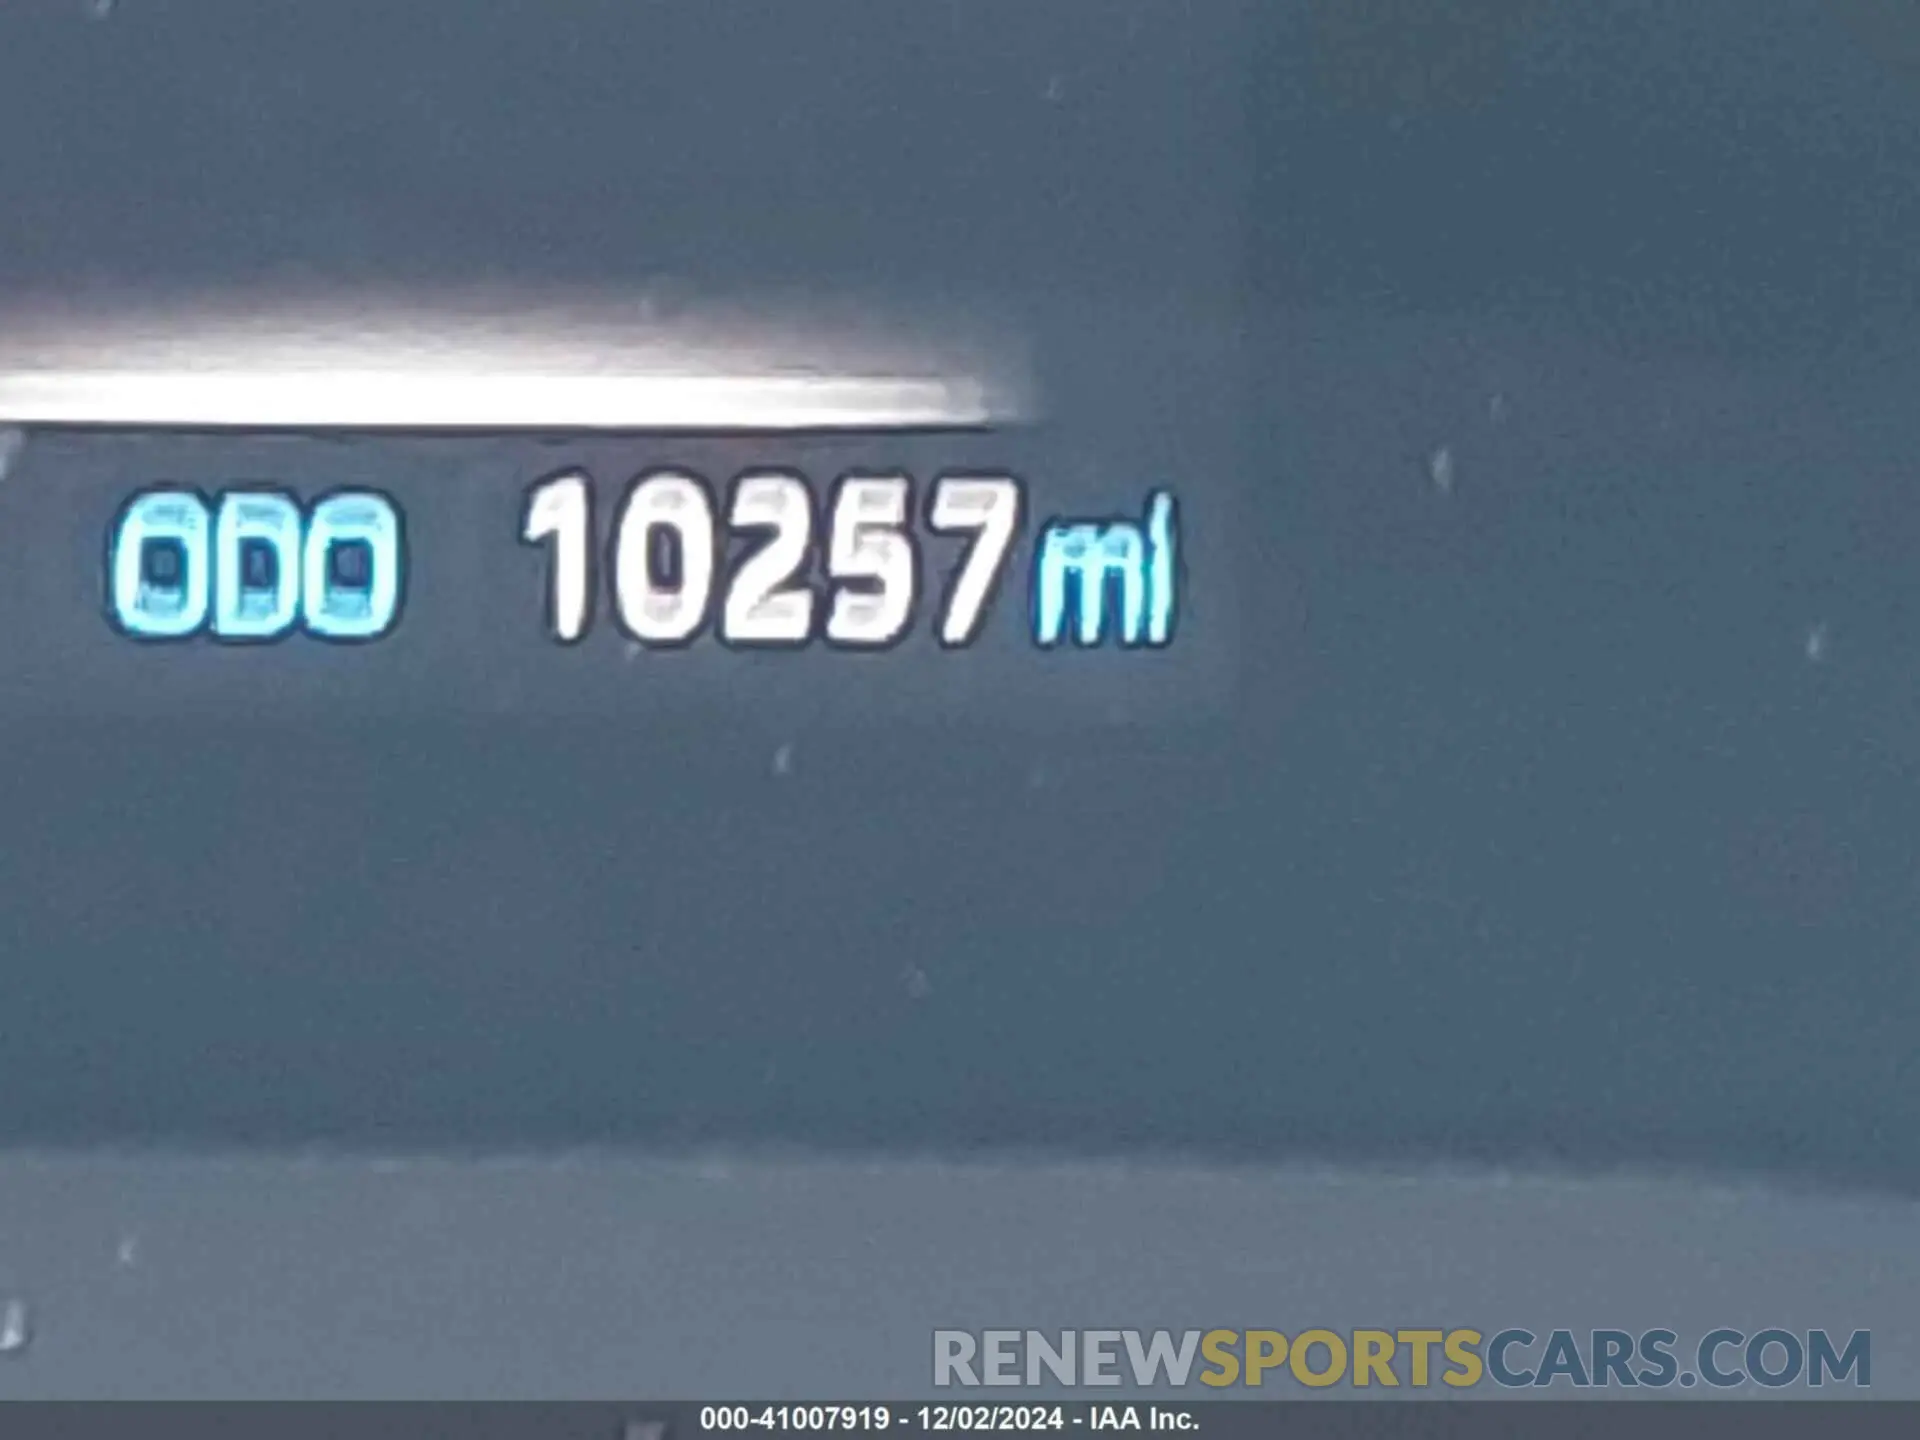 ODO 10257 mi
RENEWSPORTSCARS.COM
000-41007919 - 12/02/2024 - IAA Inc.